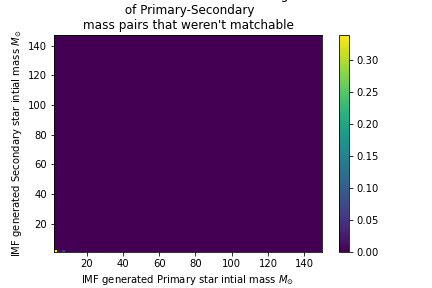 of Primary-Secondary
mass pairs that weren't matchable
IMF generated Secondary star intial mass M⊙
140
120
100
80
60
40
20
20 40 60 80 100 120 140
IMF generated Primary star intial mass M⊙
0.30
0.25
0.20
0.15
0.10
0.05
0.00